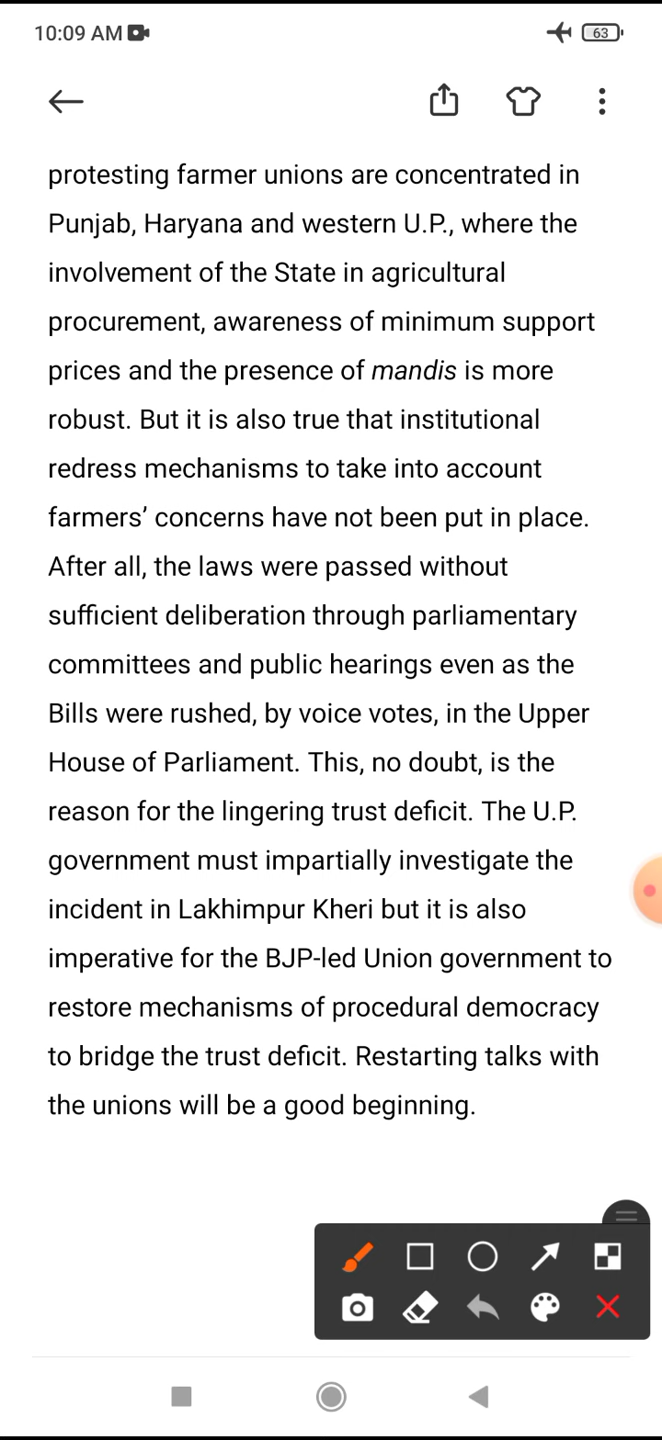 10:09 AM
63
protesting farmer unions are concentrated in
Punjab, Haryana and western U.P., where the
involvement of the State in agricultural
procurement, awareness of minimum support
prices and the presence of mandis is more
robust. But it is also true that institutional
redress mechanisms to take into account
farmers’ concerns have not been put in place.
After all, the laws were passed without
sufficient deliberation through parliamentary
committees and public hearings even as the
Bills were rushed, by voice votes, in the Upper
House of Parliament. This, no doubt, is the
reason for the lingering trust deficit. The U.P.
government must impartially investigate the
incident in Lakhimpur Kheri but it is also
imperative for the BJP-led Union government to
restore mechanisms of procedural democracy
to bridge the trust deficit. Restarting talks with
the unions will be a good beginning.